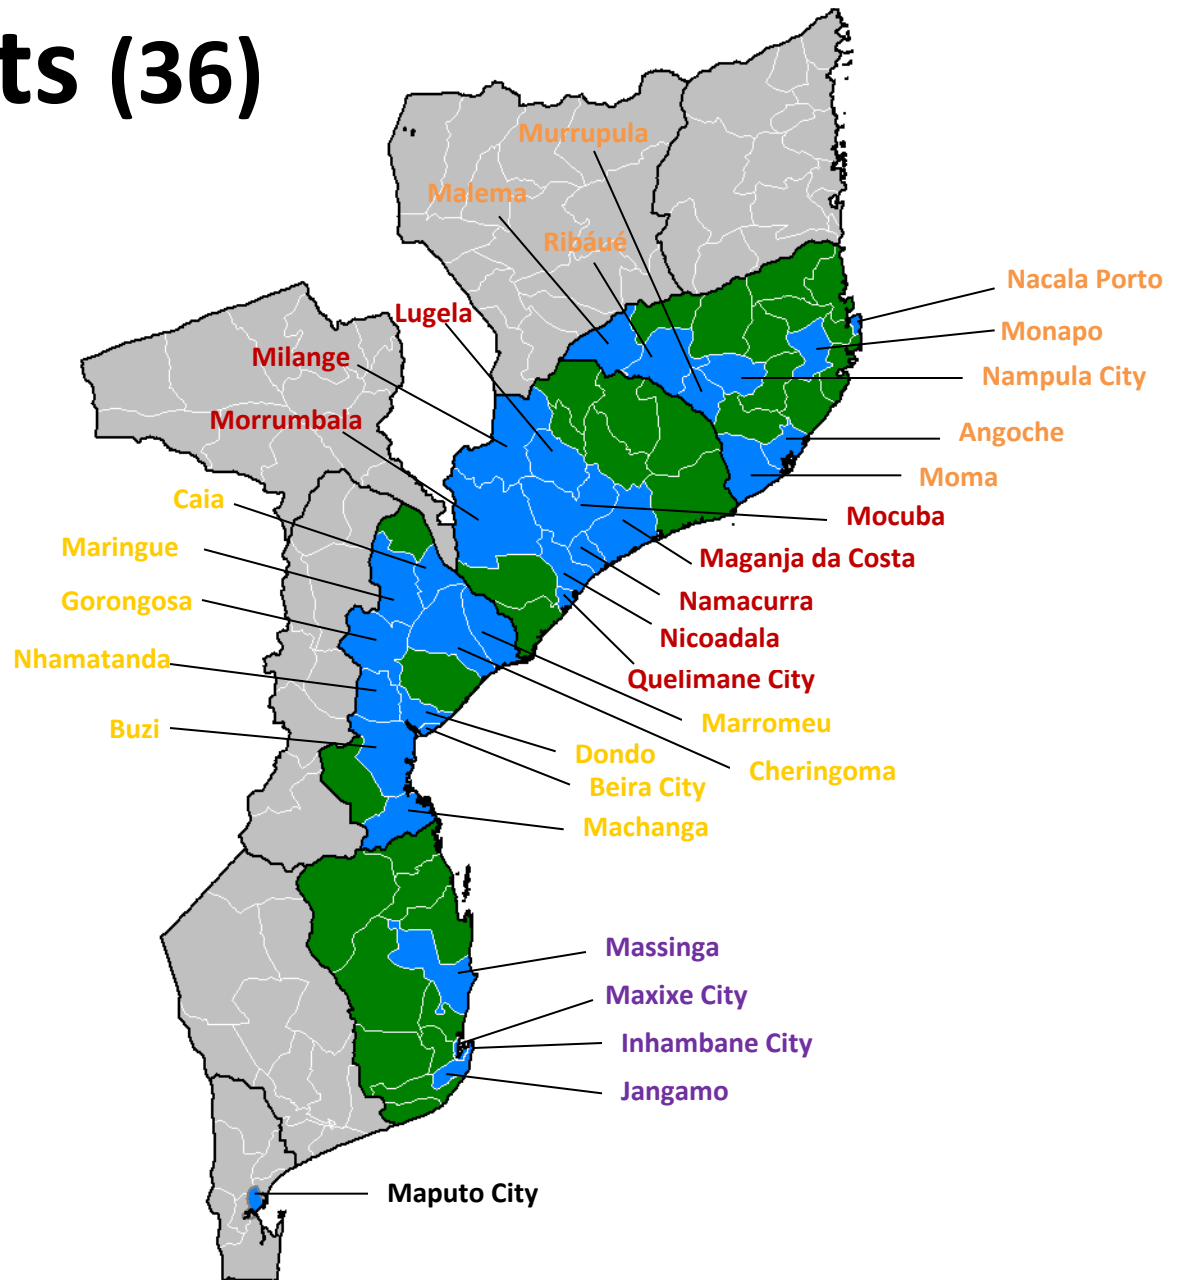 ts (36)
Murrupula
Malema
Ribáué
Nacala Porto
Lugela
Monapo
Milange
Nampula City
Morrumbala
Angoche
Moma
Caia
Mocuba
Maringue
Maganja da Costa
Gorongosa
Namacurra
Nicoadala
Nhamatanda
Quelimane City
Marromeu
Buzi
Dondo
Cheringoma
Beira City
Machanga
Massinga
Maxixe City
Inhambane City
Jangamo
Maputo City